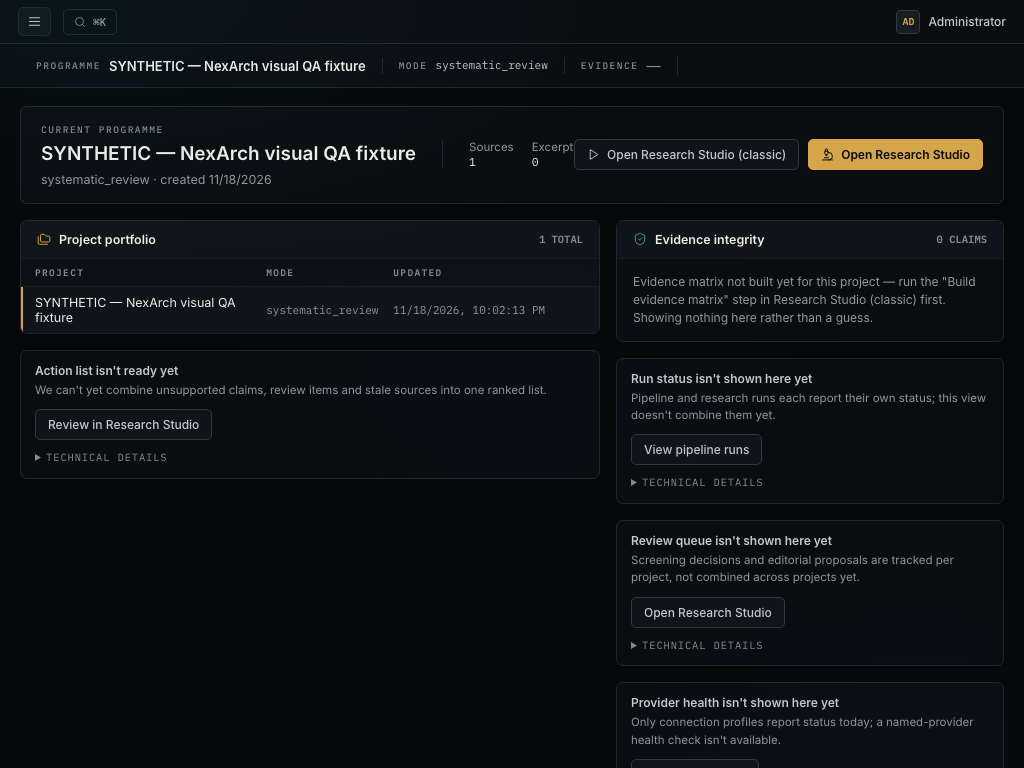 ⌘K
AD Administrator
PROGRAMME SYNTHETIC — NexArch visual QA fixture MODE systematic_review EVIDENCE —
CURRENT PROGRAMME
SYNTHETIC — NexArch visual QA fixture
systematic_review · created 11/18/2026
Sources
1
Excerpt
0
Open Research Studio (classic)
Open Research Studio
Project portfolio
1 TOTAL
PROJECT MODE UPDATED
SYNTHETIC — NexArch visual QA
fixture
systematic_review
11/18/2026, 10:02:13 PM
Action list isn't ready yet
We can't yet combine unsupported claims, review items and stale sources into one ranked list.
Review in Research Studio
TECHNICAL DETAILS
Evidence integrity
0 CLAIMS
Evidence matrix not built yet for this project — run the "Build
evidence matrix" step in Research Studio (classic) first.
Showing nothing here rather than a guess.
Run status isn't shown here yet
Pipeline and research runs each report their own status; this view
doesn't combine them yet.
View pipeline runs
TECHNICAL DETAILS
Review queue isn't shown here yet
Screening decisions and editorial proposals are tracked per
project, not combined across projects yet.
Open Research Studio
TECHNICAL DETAILS
Provider health isn't shown here yet
Only connection profiles report status today; a named-provider
health check isn't available.